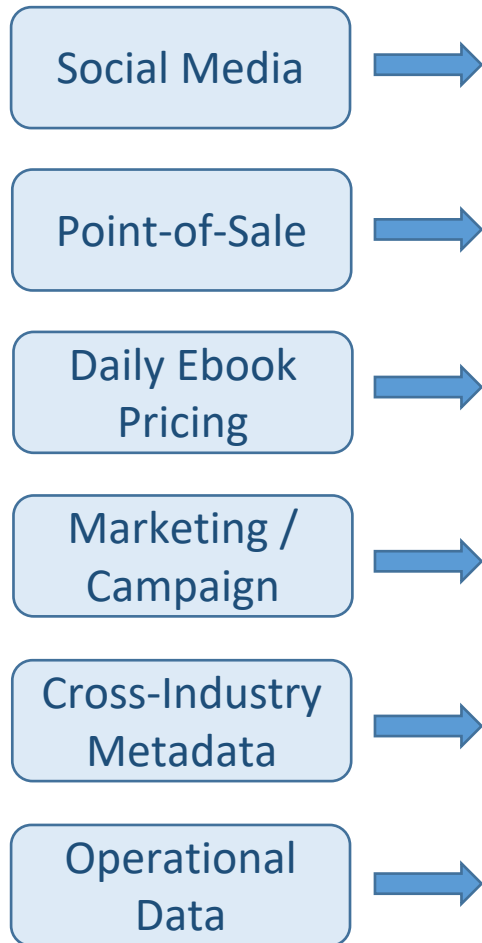 Social Media
Point-of-Sale
Daily Ebook
Pricing
Marketing /
Campaign
Cross-Industry
Metadata
Operational
Data